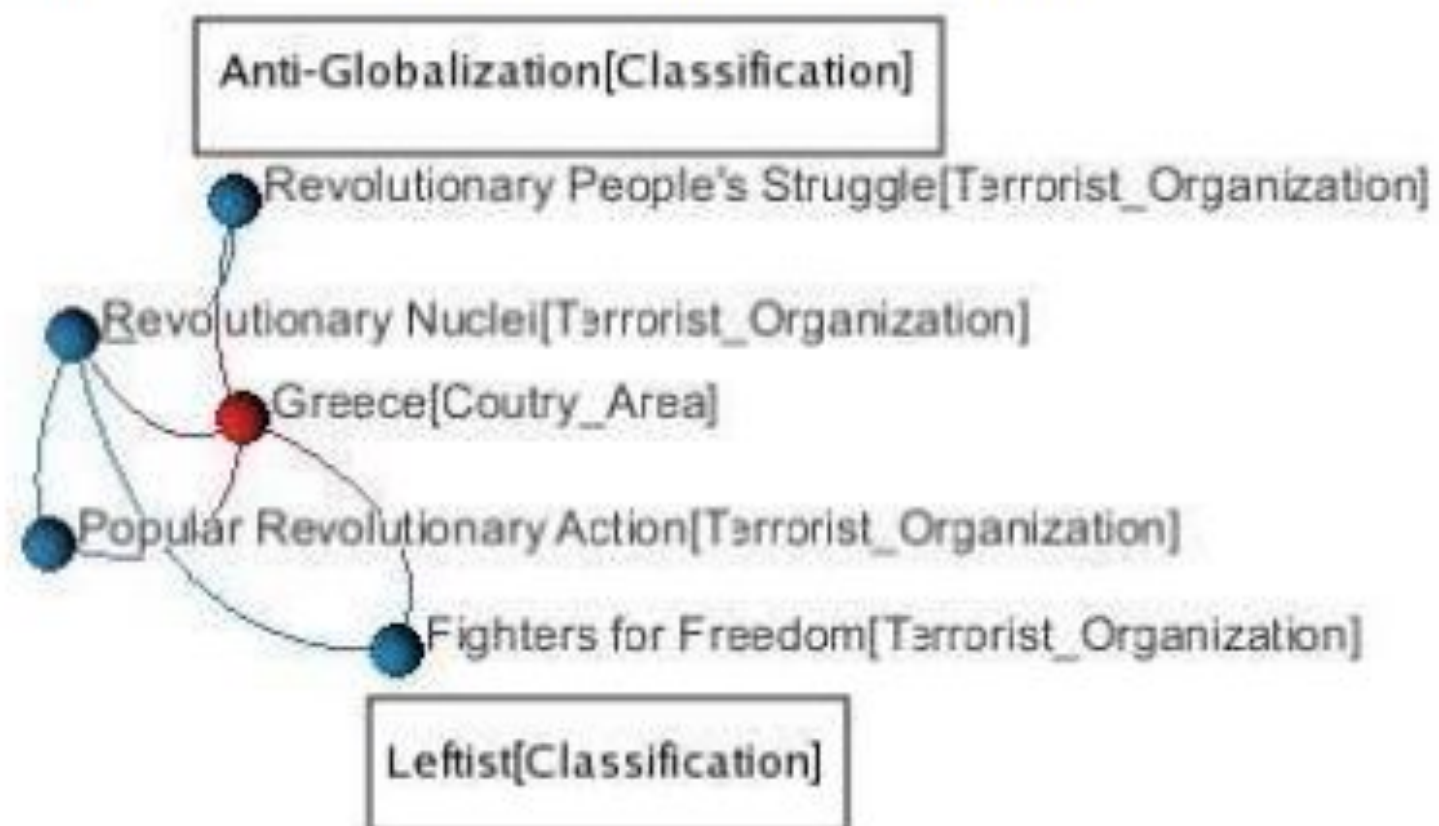 Anti-Globalization[Classification]
Revolutionary People's Struggle[Terrorist_Organization]
Revolutionary Nuclei[Terrorist_Organization]
Greece[Coutry_Area]
Popular Revolutionary Action[Terrorist_Organization]
Fighters for Freedom[Terrorist_Organization]
Leftist[Classification]